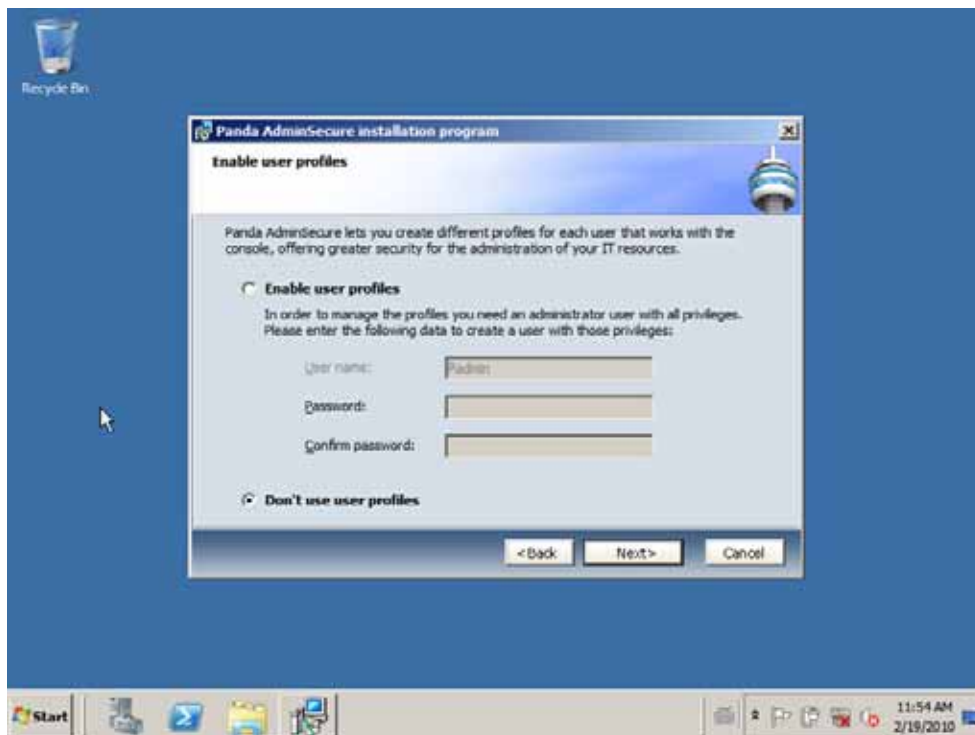 Recycle Bin
Panda AdminSecure installation program
Enable user profiles
Panda AdminSecure lets you create different profiles for each user that works with the
console, offering greater security for the administration of your IT resources.
Enable user profiles
In order to manage the profiles you need an administrator user with all privileges.
Please enter the following data to create a user with those privileges:
User name:
Padmin
Password:
Confirm password:
Don't use user profiles
<Back
Next>
Cancel
Start
11:54 AM
2/19/2010